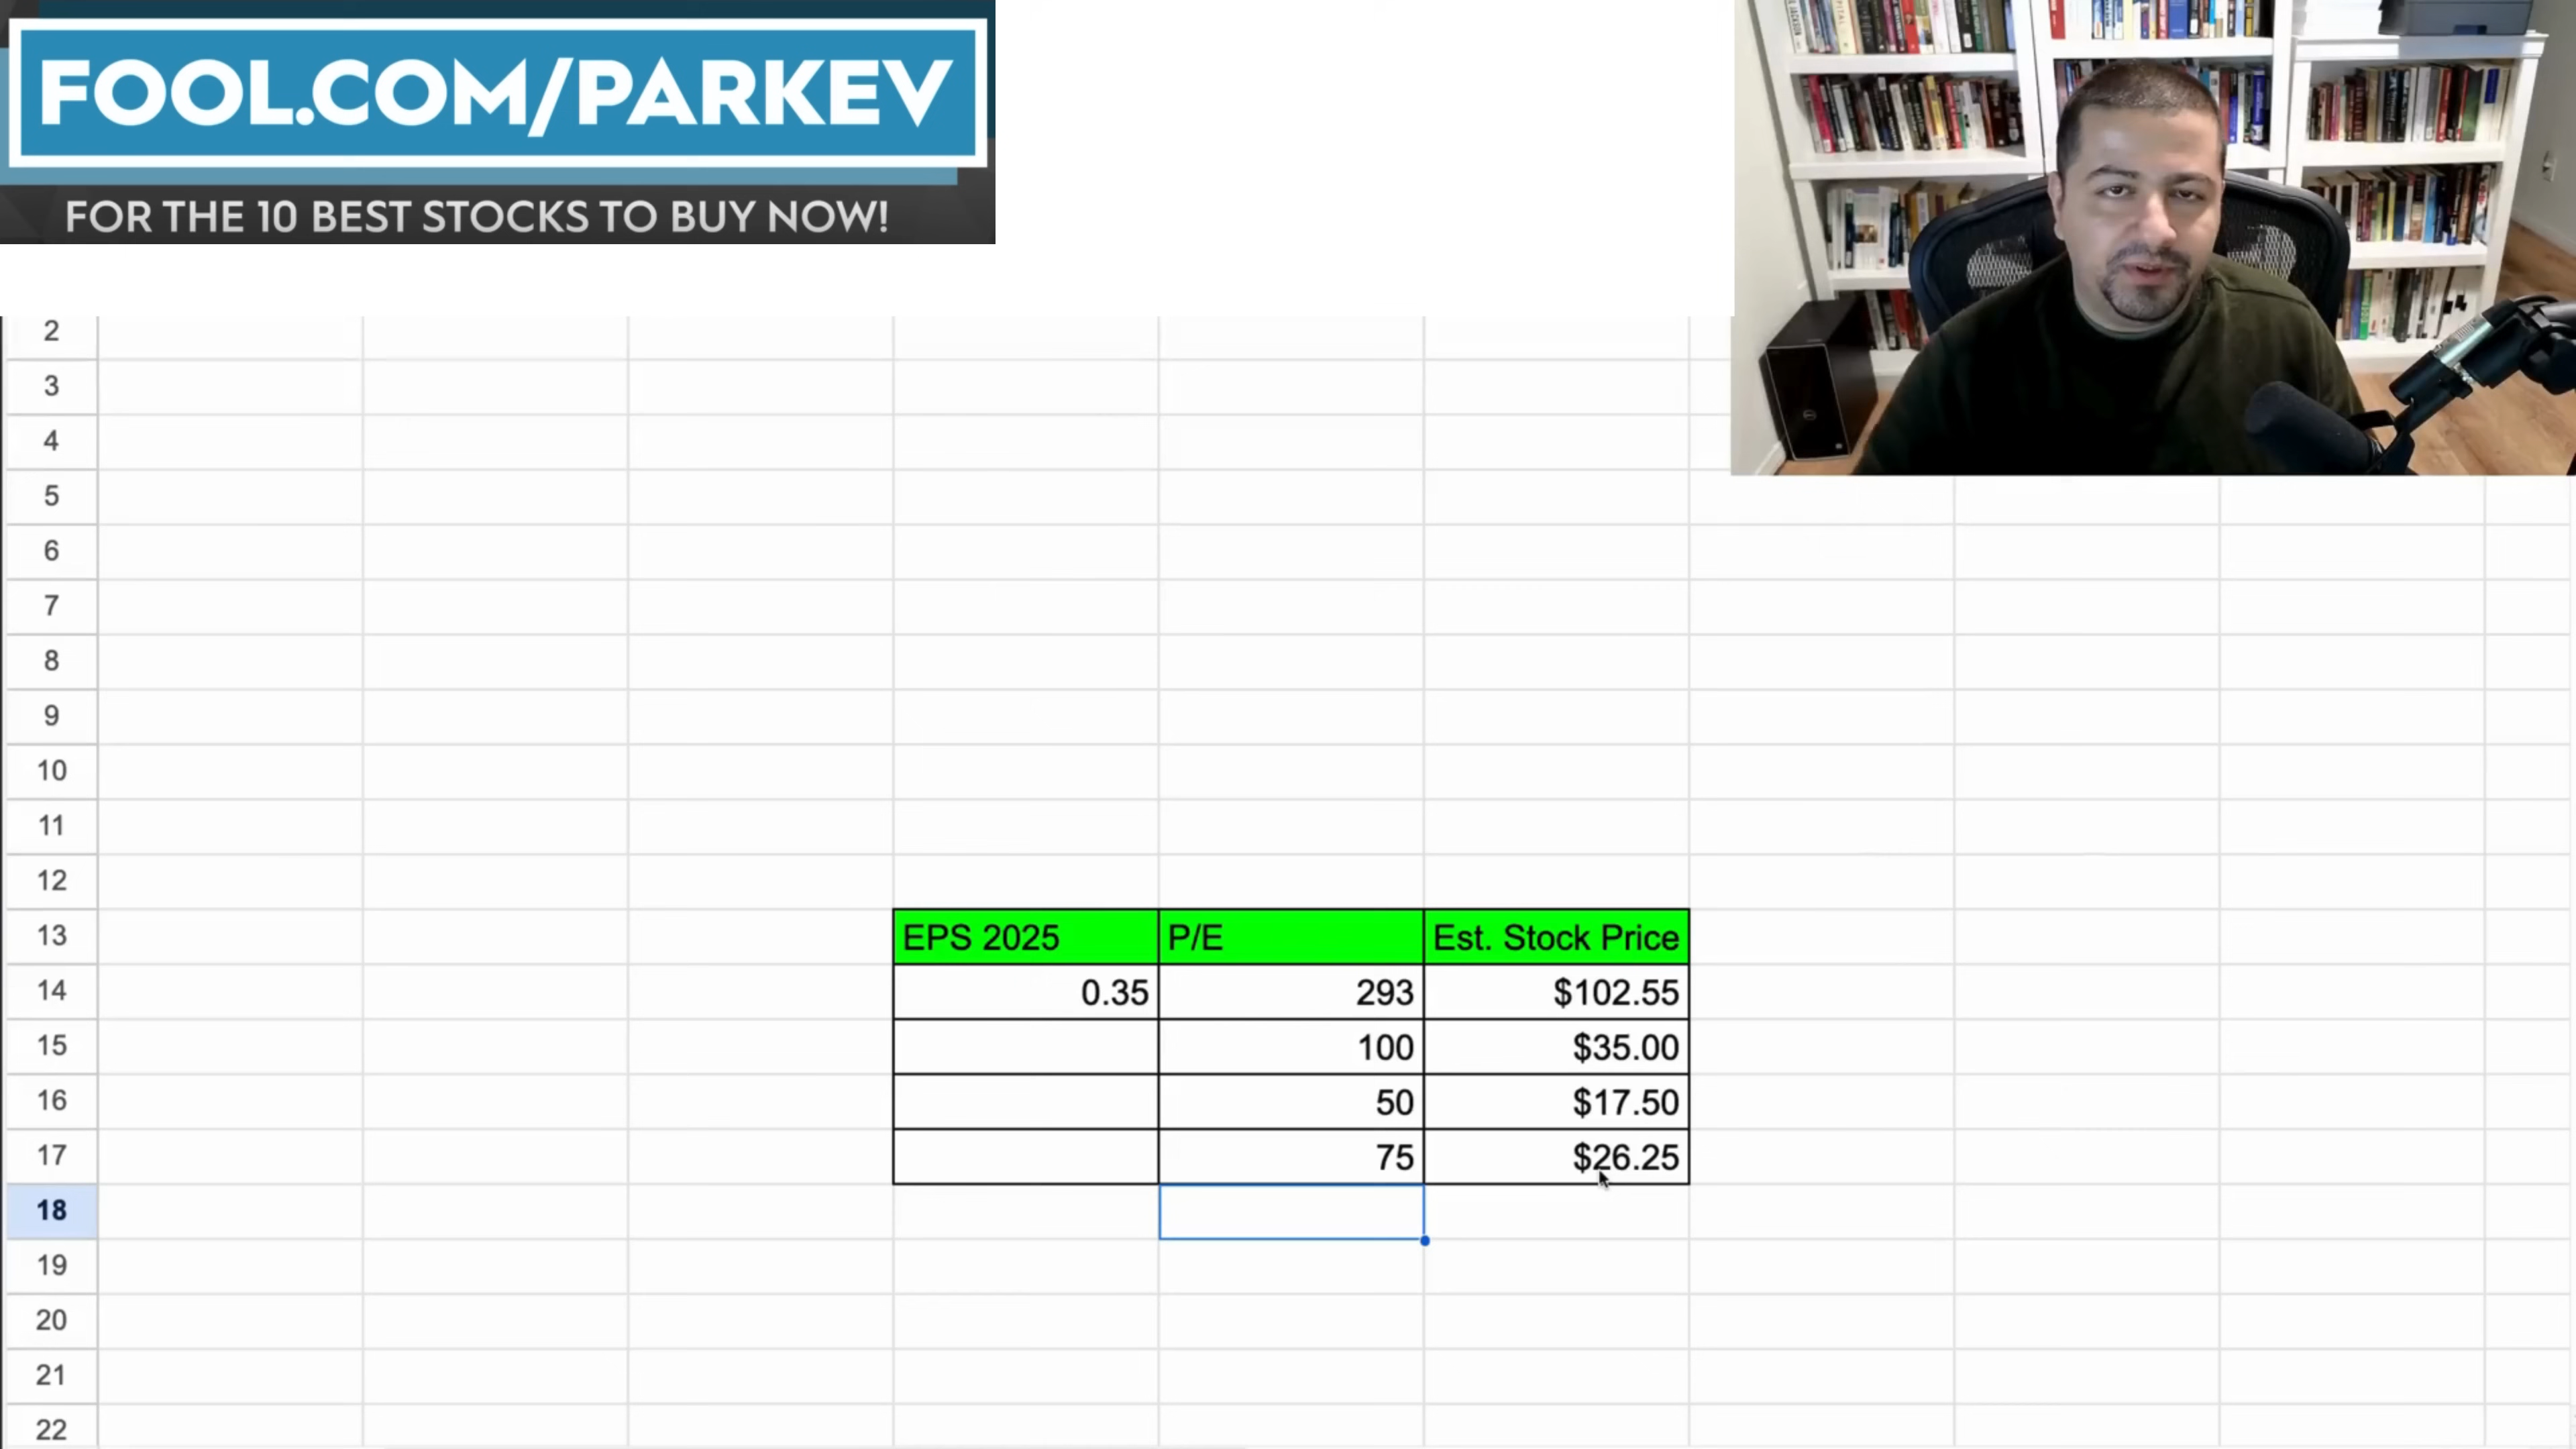 FOOL.COM/PARKEV
FOR THE 10 BEST STOCKS TO BUY NOW!
2
3
4
5
6
7
8
9
10
11
12
13 EPS 2025 P/E Est. Stock Price
14 0.35 293 $102.55
15 100 $35.00
16 50 $17.50
17 75 $26.25
18
19
20
21
22